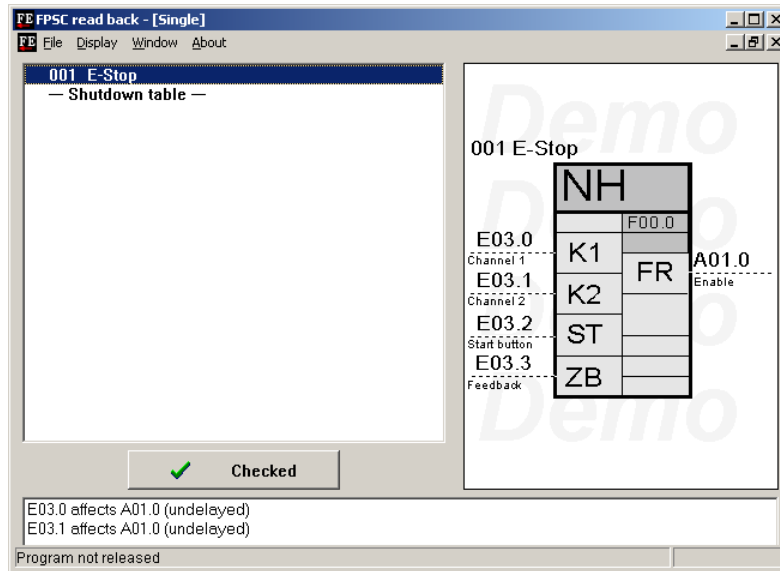 FE FPSC read back - [Single]
FE File Display Window About
001 E-Stop
— Shutdown table —
Demo
Demo
Demo
Demo
001 E-Stop
NH
F00.0
E03.0
Channel 1
K1
FR
A01.0
Enable
E03.1
Channel 2
K2
E03.2
Start button
ST
E03.3
Feedback
ZB
Checked
E03.0 affects A01.0 (undelayed)
E03.1 affects A01.0 (undelayed)
Program not released